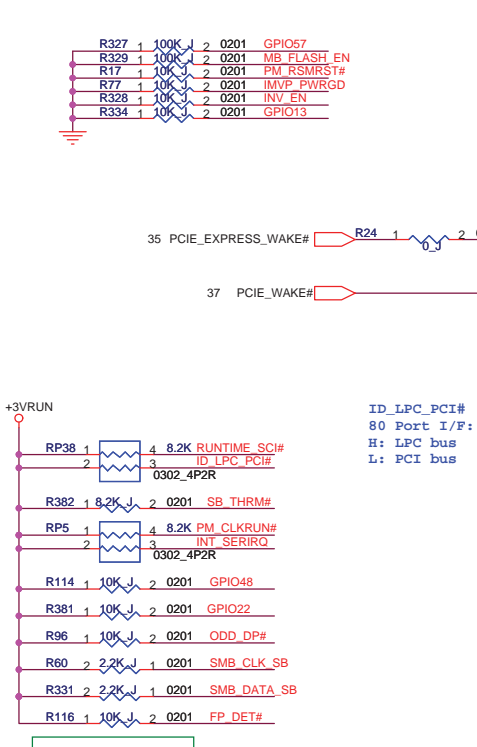 R327 1 100K_J 2 0201 GPIO57
R329 1 100K_J 2 0201 MB_FLASH_EN
R17 1 10K_J 2 0201 PM_RSMRST#
R77 1 10K_J 2 0201 IMVP_PWRGD
R328 1 10K_J 2 0201 INV_EN
R334 1 10K_J 2 0201 GPIO13
35 PCIE_EXPRESS_WAKE# R24 1 0_J 2
37 PCIE_WAKE#
+3VRUN
ID_LPC_PCI#
80 Port I/F:
H: LPC bus
L: PCI bus
RP38 1 4 8.2K RUNTIME_SCI#
2 3 ID_LPC_PCI#
0302_4P2R
R382 1 8.2K_J 2 0201 SB_THRM#
RP5 1 4 8.2K PM_CLKRUN#
2 3 INT_SERIRQ
0302_4P2R
R114 1 10K_J 2 0201 GPIO48
R381 1 10K_J 2 0201 GPIO22
R96 1 10K_J 2 0201 ODD_DP#
R60 2 2.2K_J 1 0201 SMB_CLK_SB
R331 2 2.2K_J 1 0201 SMB_DATA_SB
R116 1 10K_J 2 0201 FP_DET#